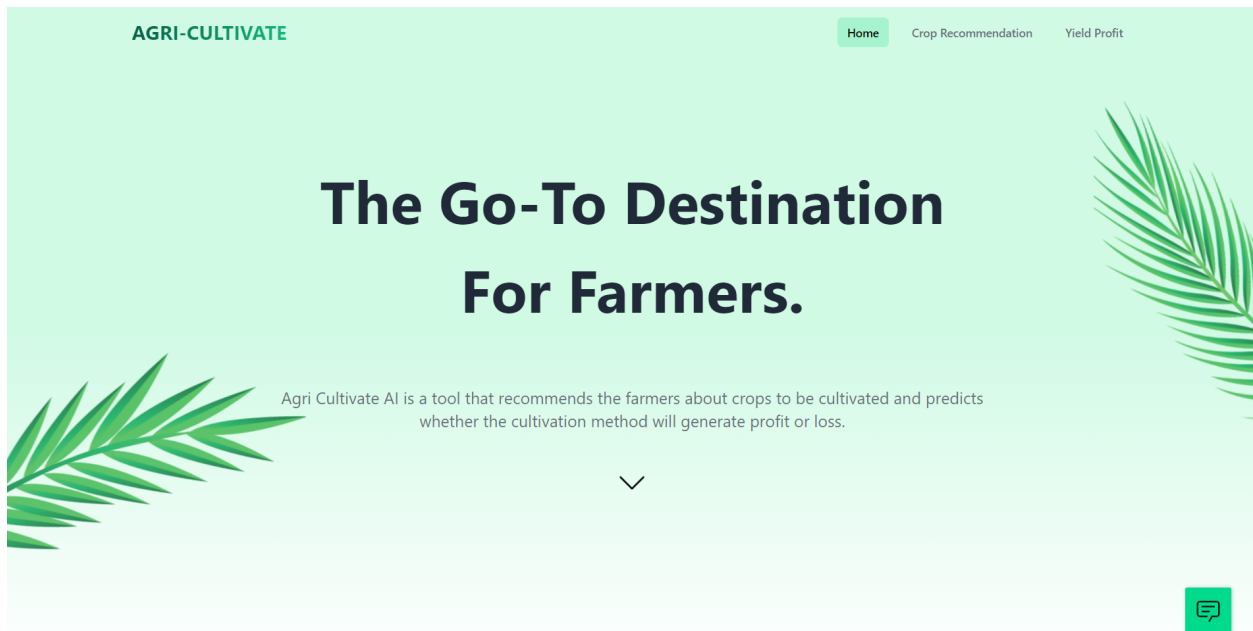 AGRI-CULTIVATE
Home
Crop Recommendation
Yield Profit
The Go-To Destination
For Farmers.
Agri Cultivate AI is a tool that recommends the farmers about crops to be cultivated and predicts
whether the cultivation method will generate profit or loss.